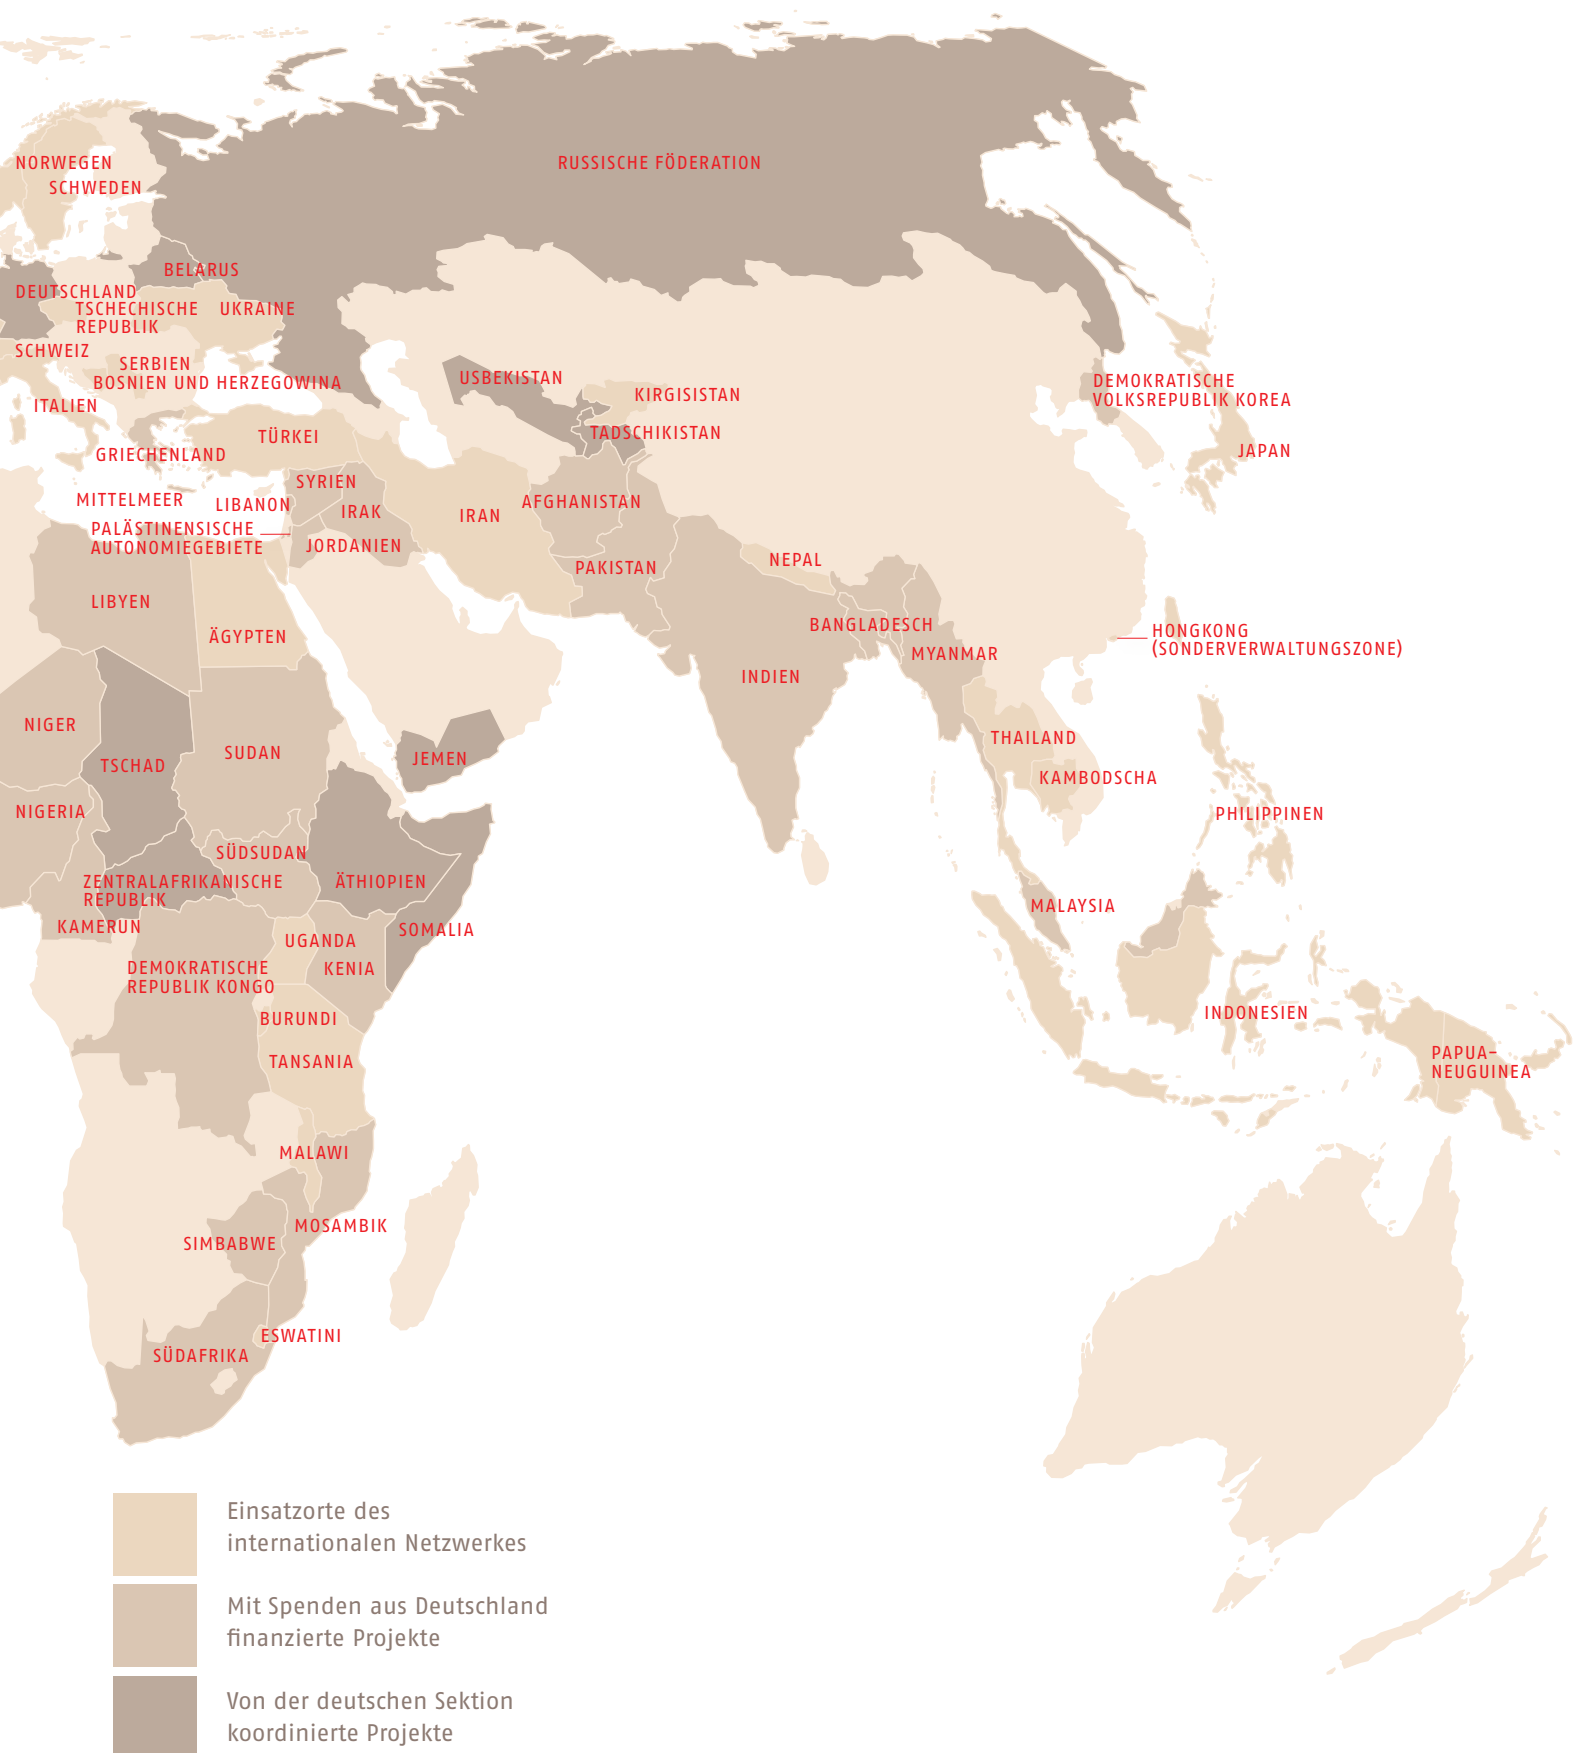 NORWEGEN
SCHWEDEN
RUSSISCHE FÖDERATION
BELARUS
DEUTSCHLAND
TSCHECHISCHE
REPUBLIK
UKRAINE
SCHWEIZ
SERBIEN
BOSNIEN UND HERZEGOWINA
ITALIEN
USBEKISTAN
KIRGISISTAN
DEMOKRATISCHE
VOLKSREPUBLIK KOREA
TÜRKEI
TADSCHIKISTAN
JAPAN
GRIECHENLAND
SYRIEN
MITTELMEER
LIBANON
IRAK
IRAN
AFGHANISTAN
PALÄSTINENSISCHE
AUTONOMIEGEBIETE
JORDANIEN
PAKISTAN
NEPAL
LIBYEN
ÄGYPTEN
BANGLADESCH
HONGKONG
(SONDERVERWALTUNGSZONE)
MYANMAR
INDIEN
NIGER
TSCHAD
SUDAN
JEMEN
THAILAND
KAMBODSCHA
NIGERIA
PHILIPPINEN
SÜDSUDAN
ZENTRALAFRIKANISCHE
REPUBLIK
ÄTHIOPIEN
MALAYSIA
KAMERUN
UGANDA
SOMALIA
DEMOKRATISCHE
REPUBLIK KONGO
KENIA
BURUNDI
INDONESIEN
TANSANIA
PAPUA-
NEUGUINEA
MALAWI
MOSAMBIK
SIMBABWE
ESWATINI
SÜDAFRIKA
Einsatzorte des
internationalen Netzwerkes
Mit Spenden aus Deutschland
finanzierte Projekte
Von der deutschen Sektion
koordinierte Projekte